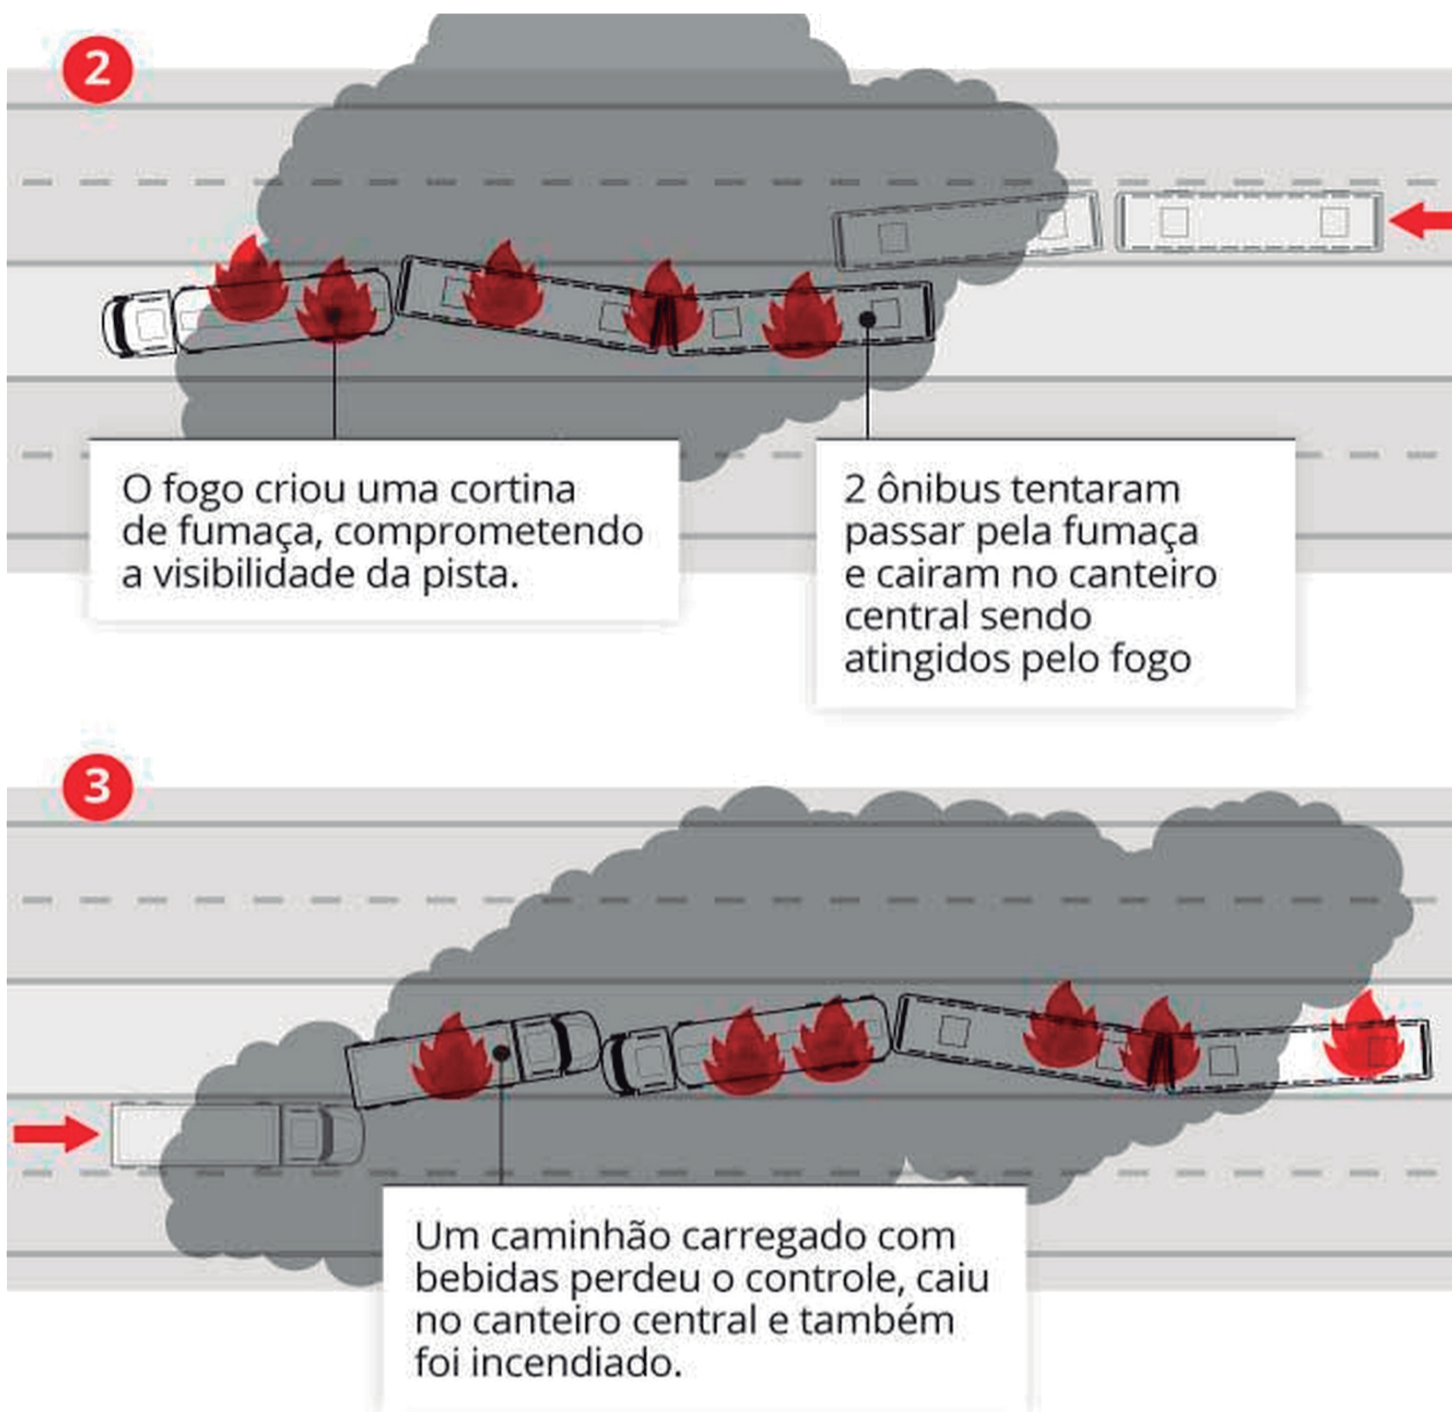 2
O fogo criou uma cortina
de fumaça, comprometendo
a visibilidade da pista.
2 ônibus tentaram
passar pela fumaça
e cairam no canteiro
central sendo
atingidos pelo fogo
3
Um caminhão carregado com
bebidas perdeu o controle, caiu
no canteiro central e também
foi incendiado.